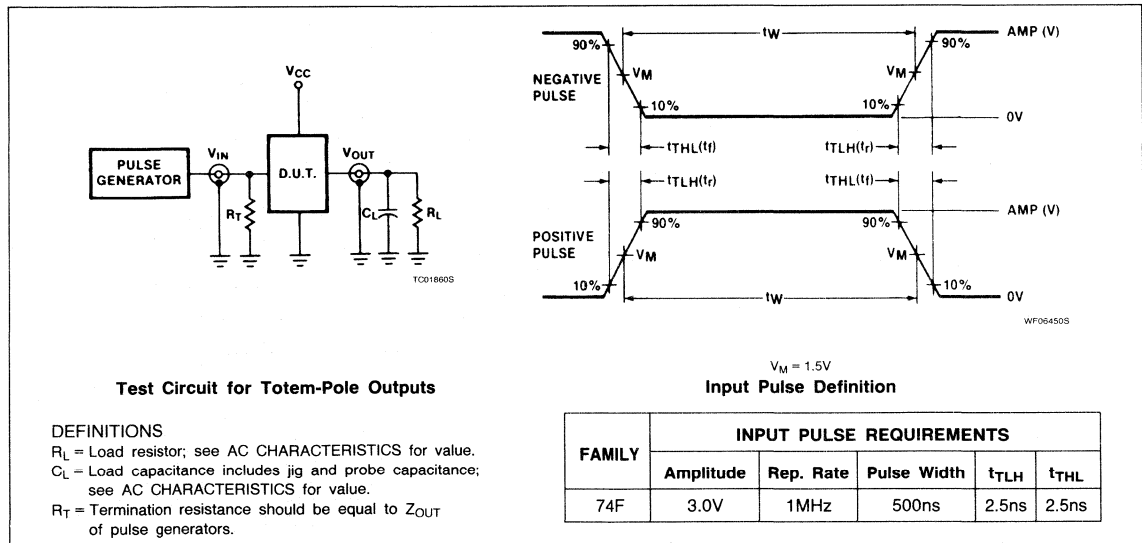 VCC
PULSE
GENERATOR
VIN
RT
D.U.T.
VOUT
CL
RL
TC01860S
Test Circuit for Totem-Pole Outputs
DEFINITIONS
RL = Load resistor; see AC CHARACTERISTICS for value.
CL = Load capacitance includes jig and probe capacitance;
see AC CHARACTERISTICS for value.
RT = Termination resistance should be equal to ZOUT
of pulse generators.
90% tW 90% AMP (V)
NEGATIVE
PULSE
VM VM
10% 10% 0V
tTHL(tf) tTLH(tr)
tTLH(tr) tTHL(tf)
90% 90% AMP (V)
POSITIVE
PULSE
VM VM
10% tW 10% 0V
WF06450S
VM = 1.5V
Input Pulse Definition
FAMILY INPUT PULSE REQUIREMENTS
Amplitude Rep. Rate Pulse Width tTLH tTHL
74F 3.0V 1MHz 500ns 2.5ns 2.5ns